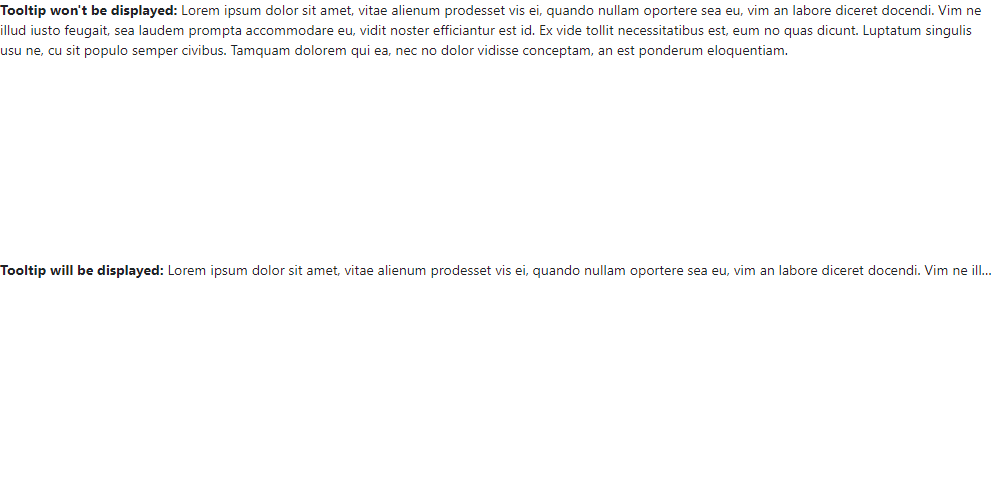 Tooltip won't be displayed: Lorem ipsum dolor sit amet, vitae alienum prodesset vis ei, quando nullam oportere sea eu, vim an labore diceret docendi. Vim ne
illud iusto feugait, sea laudem prompta accommodare eu, vidit noster efficiantur est id. Ex vide tollit necessitatibus est, eum no quas dicunt. Luptatum singulis
usu ne, cu sit populo semper civibus. Tamquam dolorem qui ea, nec no dolor vidisse conceptam, an est ponderum eloquentiam.
Tooltip will be displayed: Lorem ipsum dolor sit amet, vitae alienum prodesset vis ei, quando nullam oportere sea eu, vim an labore diceret docendi. Vim ne ill...